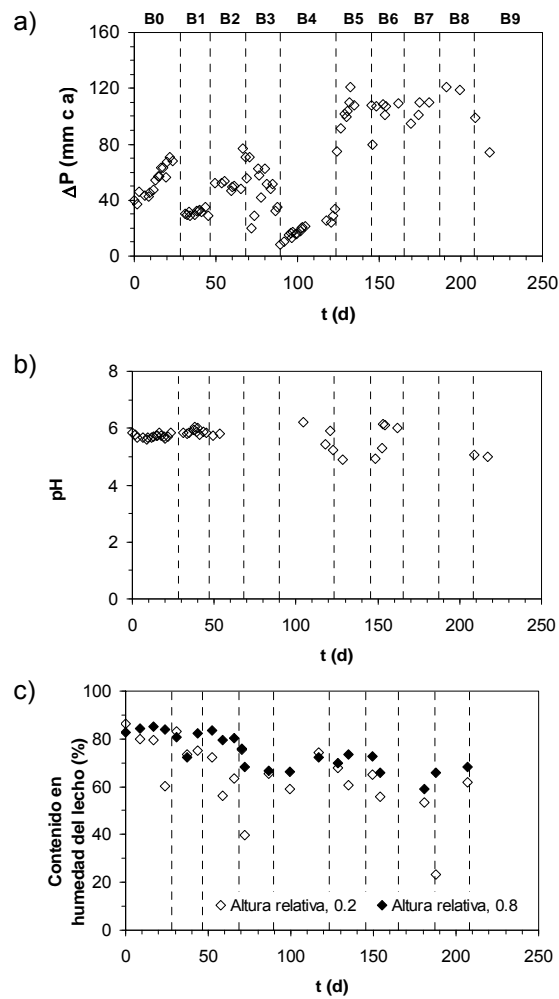 a)
B0 B1 B2 B3 B4 B5 B6 B7 B8 B9
160
120
80
40
0
ΔP (mm c a)
0 50 100 150 200 250
t (d)
b)
8
6
4
2
0
pH
0 50 100 150 200 250
t (d)
c)
100
80
60
40
20
0
Contenido en
humedad del lecho (%)
Altura relativa, 0.2 Altura relativa, 0.8
0 50 100 150 200 250
t (d)